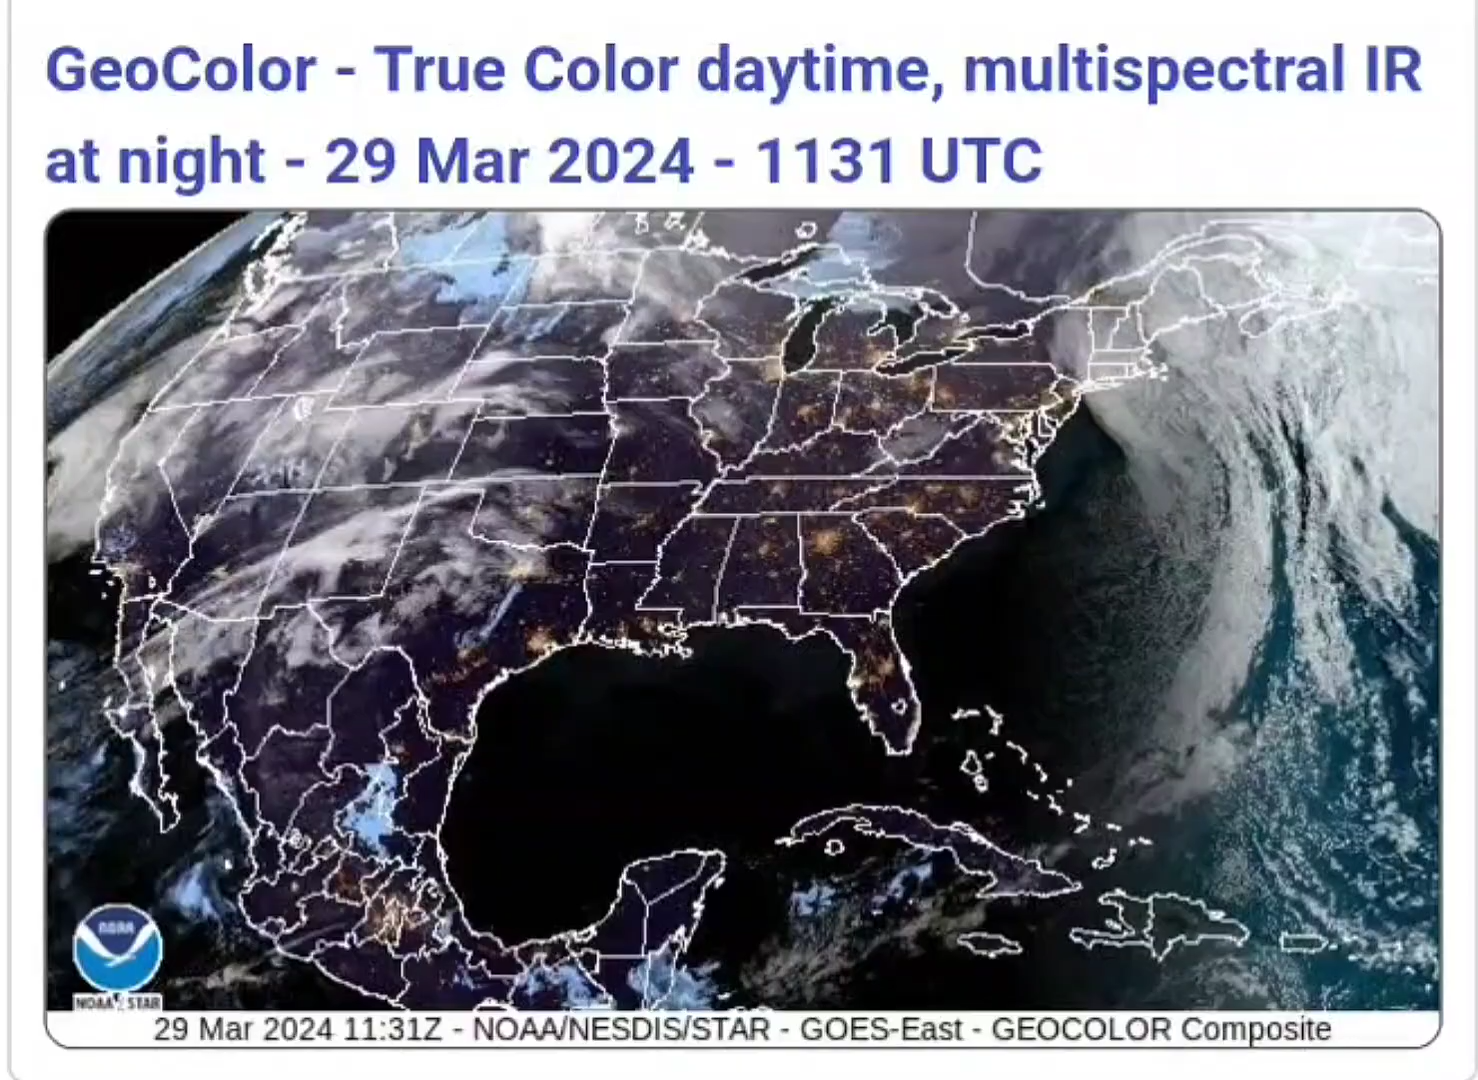 GeoColor - True Color daytime, multispectral IR
at night - 29 Mar 2024 - 1131 UTC
NOAA
NOAA / STAR
29 Mar 2024 11:31Z - NOAA/NESDIS/STAR - GOES-East - GEOCOLOR Composite